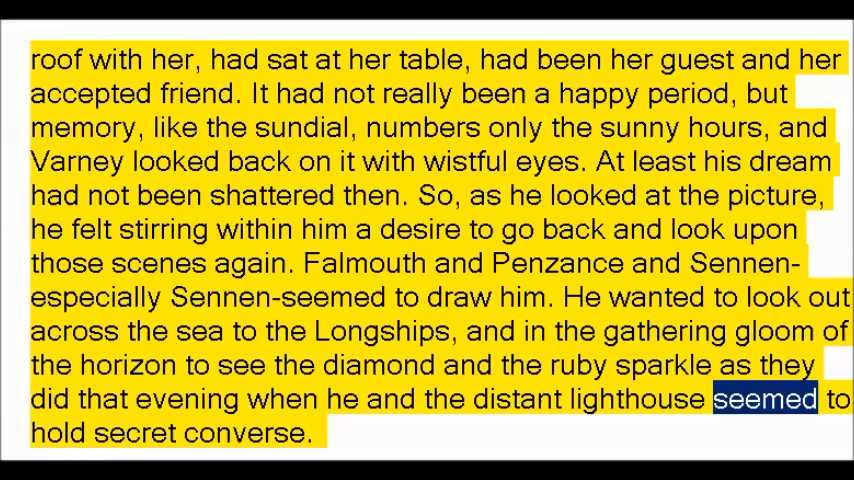 roof with her, had sat at her table, had been her guest and her
accepted friend. It had not really been a happy period, but
memory, like the sundial, numbers only the sunny hours, and
Varney looked back on it with wistful eyes. At least his dream
had not been shattered then. So, as he looked at the picture,
he felt stirring within him a desire to go back and look upon
those scenes again. Falmouth and Penzance and Sennen-
especially Sennen-seemed to draw him. He wanted to look out
across the sea to the Longships, and in the gathering gloom of
the horizon to see the diamond and the ruby sparkle as they
did that evening when he and the distant lighthouse seemed to
hold secret converse.